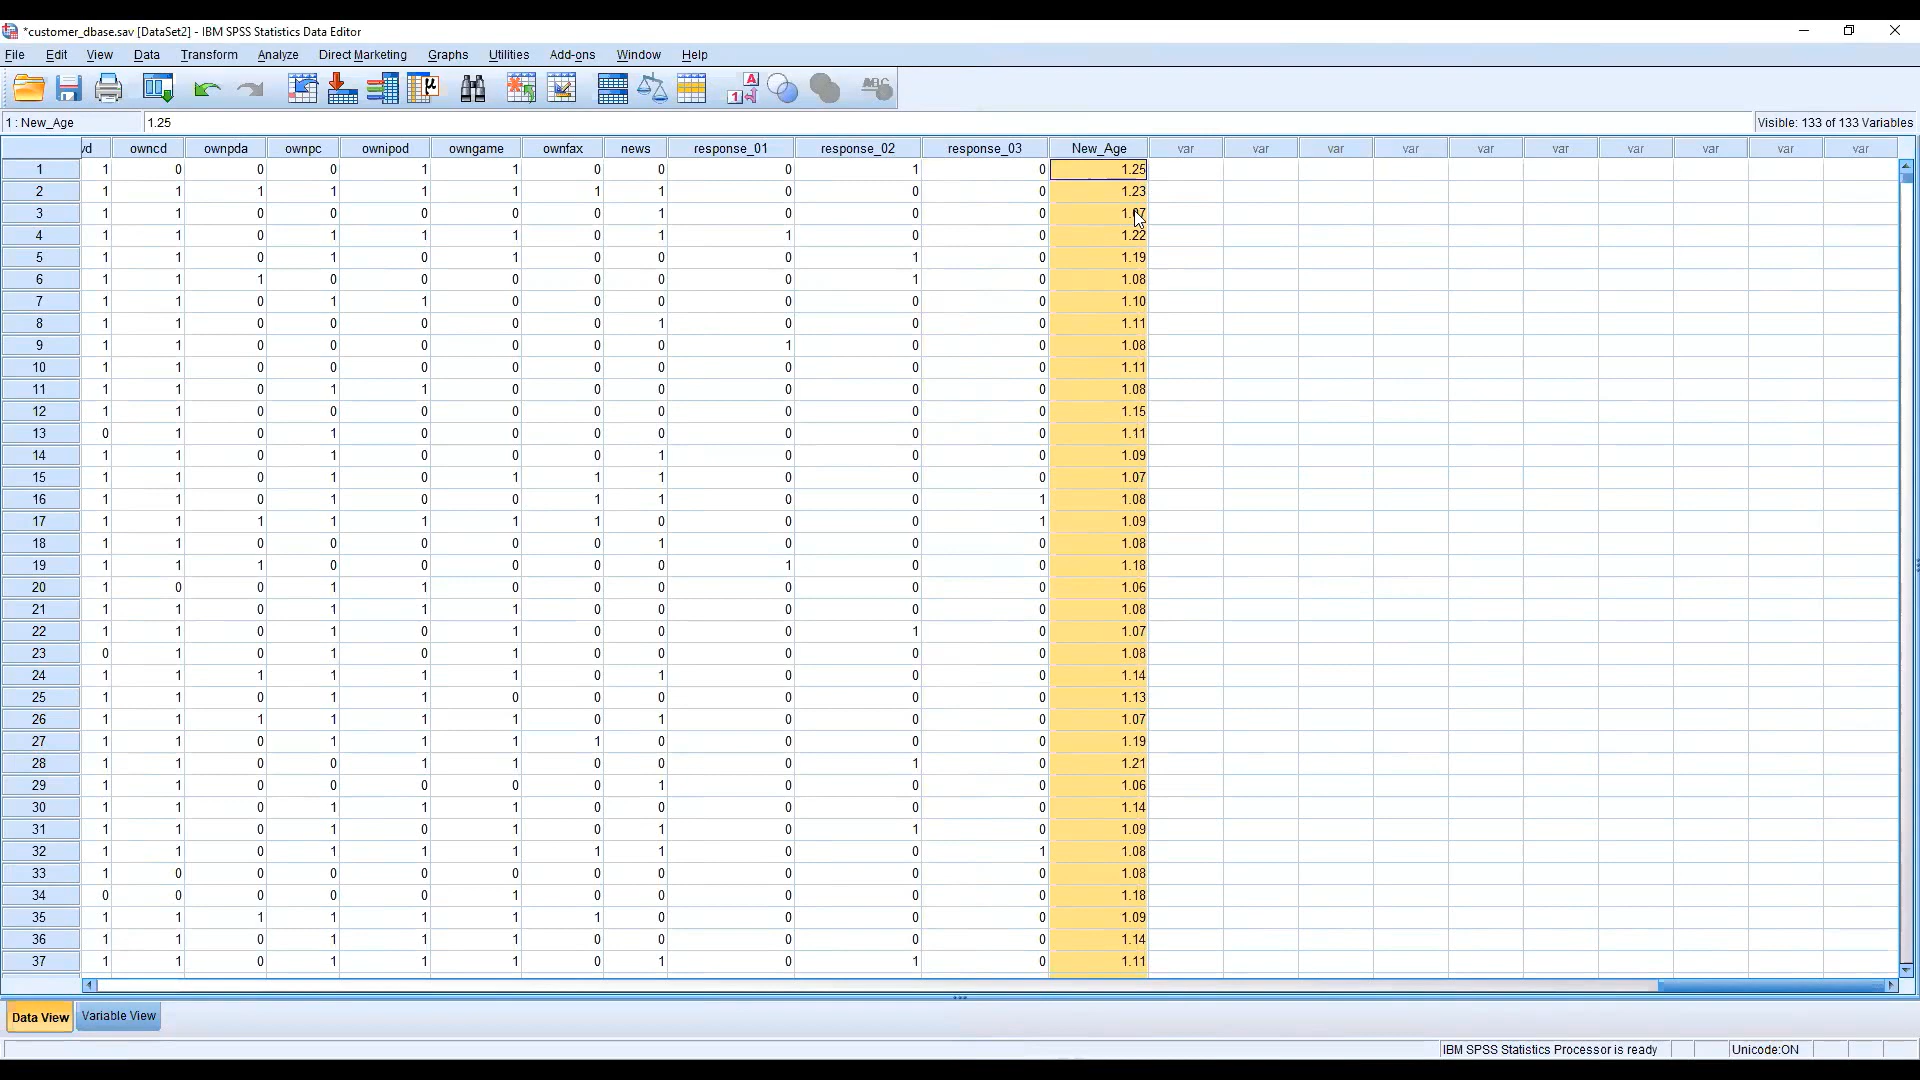 *customer_dbase.sav [DataSet2] - IBM SPSS Statistics Data Editor
File Edit View Data Transform Analyze Direct Marketing Graphs Utilities Add-ons Window Help
1 : New_Age 1.25 Visible: 133 of 133 Variables
vd owncd ownpda ownpc ownipod owngame ownfax news response_01 response_02 response_03 New_Age var var var var var var var var var var
1 1 0 0 0 1 1 0 0 0 1 0 1.25
2 1 1 1 1 1 1 1 1 0 0 0 1.23
3 1 1 0 0 0 0 0 1 0 0 0 1.07
4 1 1 0 1 1 1 0 1 1 0 0 1.22
5 1 1 0 1 0 1 0 0 0 1 0 1.19
6 1 1 1 0 0 0 0 0 0 1 0 1.08
7 1 1 0 1 1 0 0 0 0 0 0 1.10
8 1 1 0 0 0 0 0 1 0 0 0 1.11
9 1 1 0 0 0 0 0 0 1 0 0 1.08
10 1 1 0 0 0 0 0 0 0 0 0 1.11
11 1 1 0 1 1 0 0 0 0 0 0 1.08
12 1 1 0 0 0 0 0 0 0 0 0 1.15
13 0 1 0 1 0 0 0 0 0 0 0 1.11
14 1 1 0 1 0 0 0 1 0 0 0 1.09
15 1 1 0 1 0 1 1 1 0 0 0 1.07
16 1 1 0 1 0 0 1 1 0 0 1 1.08
17 1 1 1 1 1 1 1 0 0 0 1 1.09
18 1 1 0 0 0 0 0 1 0 0 0 1.08
19 1 1 1 0 0 0 0 0 1 0 0 1.18
20 1 0 0 1 1 0 0 0 0 0 0 1.06
21 1 1 0 1 1 1 0 0 0 0 0 1.08
22 1 1 0 1 0 1 0 0 0 1 0 1.07
23 0 1 0 1 0 1 0 0 0 0 0 1.08
24 1 1 1 1 1 1 0 1 0 0 0 1.14
25 1 1 0 1 1 0 0 0 0 0 0 1.13
26 1 1 1 1 1 1 0 1 0 0 0 1.07
27 1 1 0 1 1 1 1 0 0 0 0 1.19
28 1 1 0 0 1 1 0 0 0 1 0 1.21
29 1 1 0 0 0 0 0 1 0 0 0 1.06
30 1 1 0 1 1 1 0 0 0 0 0 1.14
31 1 1 0 1 0 1 0 1 0 1 0 1.09
32 1 1 0 1 1 1 1 1 0 0 1 1.08
33 1 0 0 0 0 0 0 0 0 0 0 1.08
34 0 0 0 0 0 1 0 0 0 0 0 1.18
35 1 1 1 1 1 1 1 0 0 0 0 1.09
36 1 1 0 1 1 1 0 0 0 0 0 1.14
37 1 1 0 1 1 1 0 1 0 1 0 1.11
Data View Variable View
IBM SPSS Statistics Processor is ready Unicode:ON